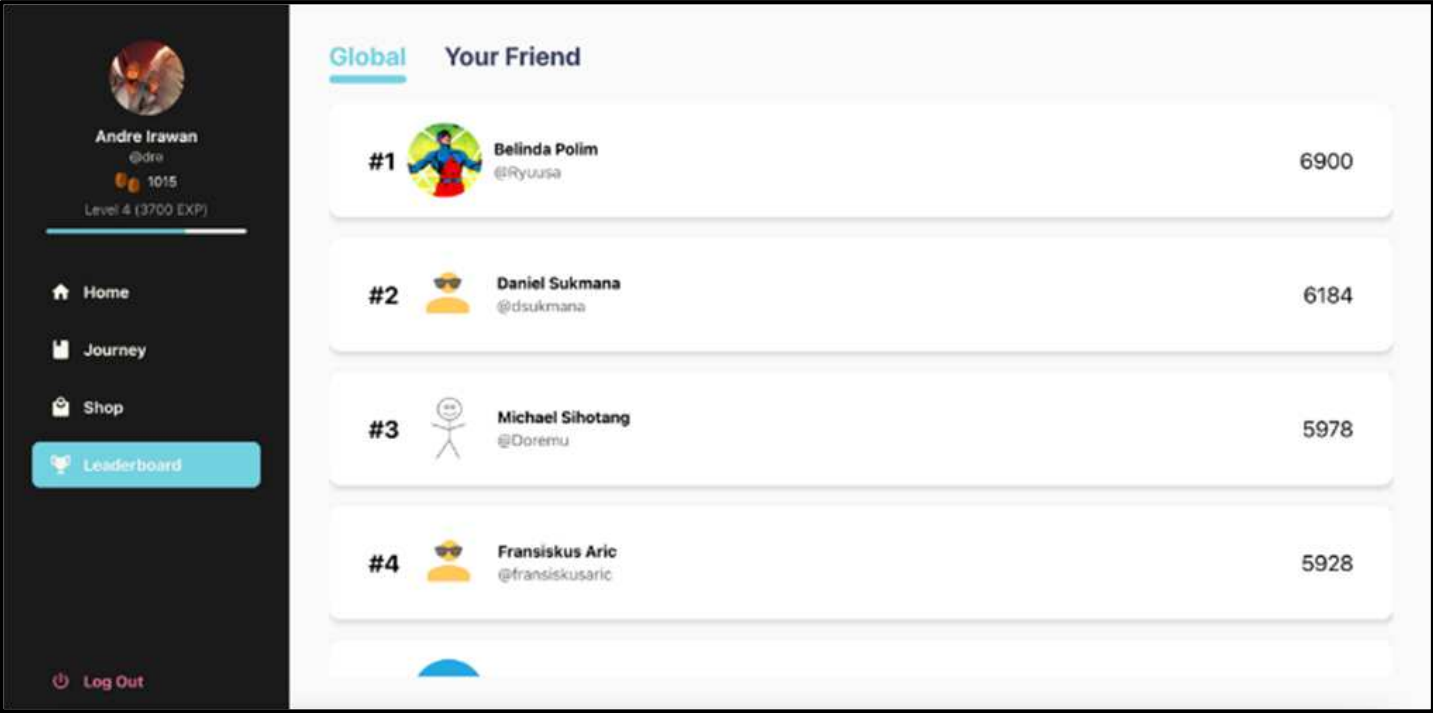 Andre Irawan
@dre
1015
Level 4 (3700 EXP)
Home
Journey
Shop
Leaderboard
Log Out
Global Your Friend
#1 Belinda Polim 6900
@Ryuusa
#2 Daniel Sukmana 6184
@dsukmana
#3 Michael Sihotang 5978
@Doremu
#4 Fransiskus Aric 5928
@fransiskusaric